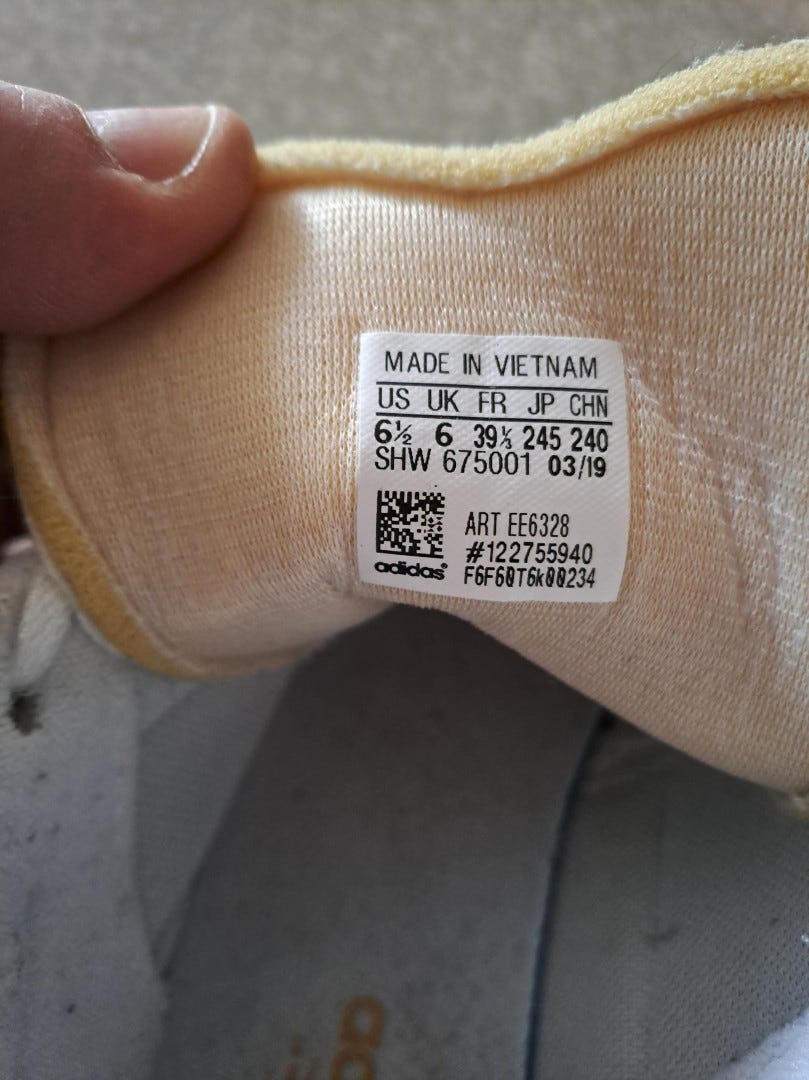 MADE IN VIETNAM
US UK FR JP CHN
6½ 6 39⅓ 245 240
SHW 675001 03/19
ART EE6328
#122755940
adidas® F6F60T6k00234